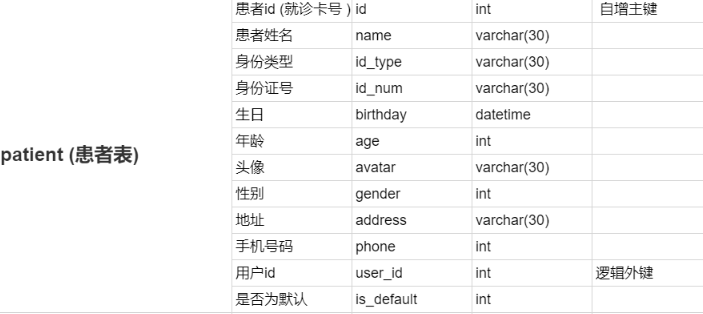 patient (患者表)
患者id (就诊卡号 ) id int 自增主键
患者姓名 name varchar(30)
身份类型 id_type varchar(30)
身份证号 id_num varchar(30)
生日 birthday datetime
年龄 age int
头像 avatar varchar(30)
性别 gender int
地址 address varchar(30)
手机号码 phone int
用户id user_id int 逻辑外键
是否为默认 is_default int